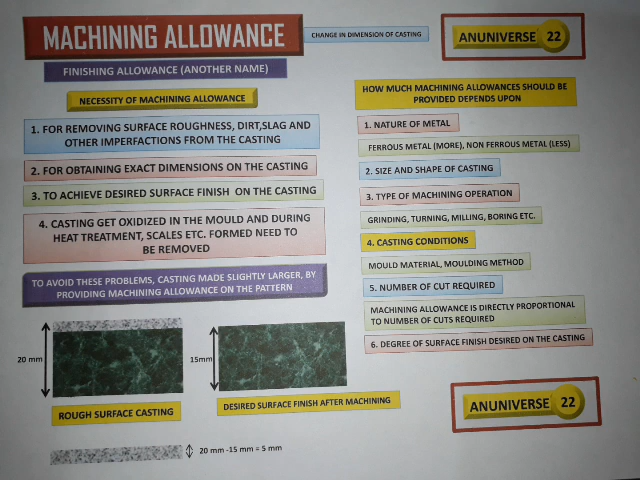 MACHINING ALLOWANCE
CHANGE IN DIMENSION OF CASTING
ANUNIVERSE 22
FINISHING ALLOWANCE (ANOTHER NAME)
NECESSITY OF MACHINING ALLOWANCE
1. FOR REMOVING SURFACE ROUGHNESS, DIRT,SLAG AND
OTHER IMPERFACTIONS FROM THE CASTING
2. FOR OBTAINING EXACT DIMENSIONS ON THE CASTING
3. TO ACHIEVE DESIRED SURFACE FINISH ON THE CASTING
4. CASTING GET OXIDIZED IN THE MOULD AND DURING
HEAT TREATMENT, SCALES ETC. FORMED NEED TO
BE REMOVED
TO AVOID THESE PROBLEMS, CASTING MADE SLIGHTLY LARGER, BY
PROVIDING MACHINING ALLOWANCE ON THE PATTERN
20 mm
15mm
ROUGH SURFACE CASTING
DESIRED SURFACE FINISH AFTER MACHINING
20 mm -15 mm = 5 mm
HOW MUCH MACHINING ALLOWANCES SHOULD BE
PROVIDED DEPENDS UPON
1. NATURE OF METAL
FERROUS METAL (MORE), NON FERROUS METAL (LESS)
2. SIZE AND SHAPE OF CASTING
3. TYPE OF MACHINING OPERATION
GRINDING, TURNING, MILLING, BORING ETC.
4. CASTING CONDITIONS
MOULD MATERIAL, MOULDING METHOD
5. NUMBER OF CUT REQUIRED
MACHINING ALLOWANCE IS DIRECTLY PROPORTIONAL
TO NUMBER OF CUTS REQUIRED
6. DEGREE OF SURFACE FINISH DESIRED ON THE CASTING
ANUNIVERSE 22